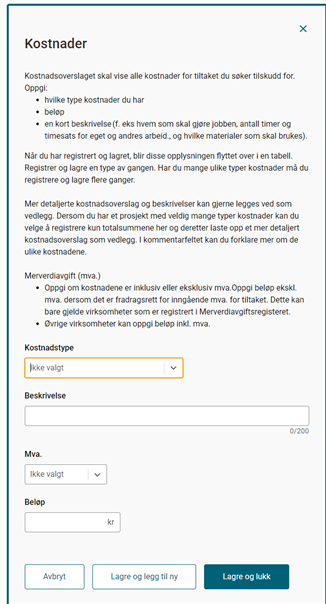 Kostnader
Kostnadsoverslaget skal vise alle kostnader for tiltaket du søker tilskudd for.
Oppgi:
• hvilke type kostnader du har
• beløp
• en kort beskrivelse(f. eks hvem som skal gjøre jobben, antall timer og
timesats for eget og andres arbeid., og hvilke materialer som skal brukes).
Når du har registrert og lagret, blir disse opplysningen flyttet over i en tabell.
Registrer og lagre en type av gangen. Har du mange ulike typer kostnader må du
registrere og lagre flere ganger.
Mer detaljerte kostnadsoverslag og beskrivelser kan gjerne legges ved som
vedlegg. Dersom du har et prosjekt med veldig mange typer kostnader kan du
velge å registrere kun totalsummene her og deretter laste opp et mer detaljert
kostnadsoverslag som vedlegg. I kommentarfeltet kan du forklare mer om de
ulike kostnadene.
Merverdiavgift (mva.)
• Oppgi om kostnadene er inklusiv eller eksklusiv mva.Oppgi beløp ekskl.
mva. dersom det er fradragsrett for inngående mva. for tiltaket. Dette kan
bare gjelde virksomheter som er registrert i Merverdiavgiftsregisteret.
• Øvrige virksomheter kan oppgi beløp inkl. mva.
Kostnadstype
Ikke valgt
Beskrivelse
0/200
Mva.
Ikke valgt
Beløp
kr
Avbryt
Lagre og legg til ny
Lagre og lukk